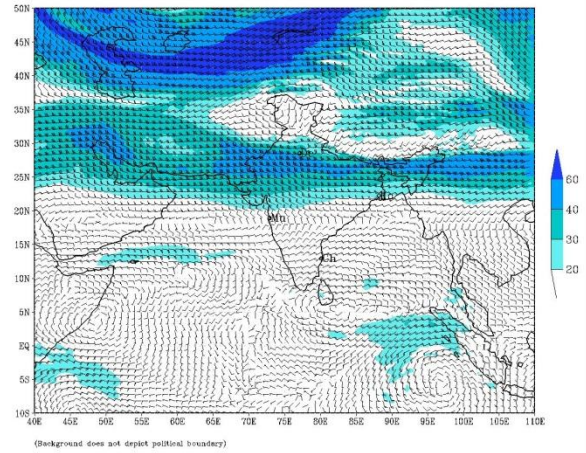 50N
45N
40N
35N
30N
25N
20N
15N
10N
5N
5S
10S
40E 45E 50E 55E 60E 65E 70E 75E 80E 85E 90E 95E 100E 105E 110E
Mu
Ch
60
40
30
20
(Background does not depict political boundary)